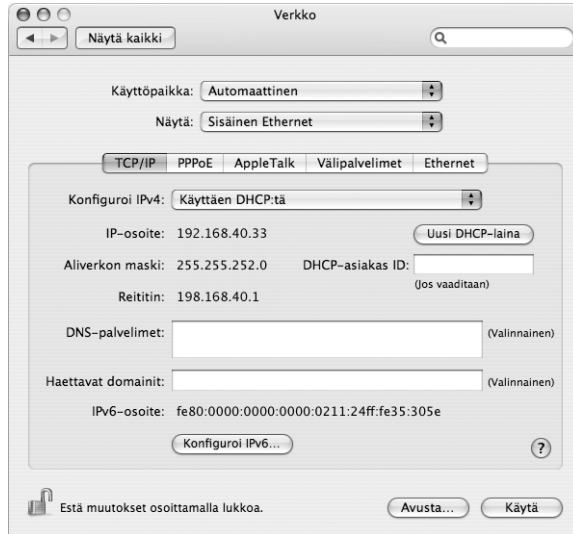 Verkko
Näytä kaikki
Käyttöpaikka: Automaattinen
Näytä: Sisäinen Ethernet
TCP/IP PPPoE AppleTalk Välipalvelimet Ethernet
Konfiguroi IPv4: Käyttäen DHCP:tä
IP-osoite: 192.168.40.33 Uusi DHCP-laina
Aliverkon maski: 255.255.252.0 DHCP-asiakas ID:
(Jos vaaditaan)
Reititin: 198.168.40.1
DNS-palvelimet: (Valinnainen)
Haettavat domainit: (Valinnainen)
IPv6-osoite: fe80:0000:0000:0000:0211:24ff:fe35:305e
Konfiguroi IPv6... ?
Estä muutokset osoittamalla lukkoa. Avusta... Käytä